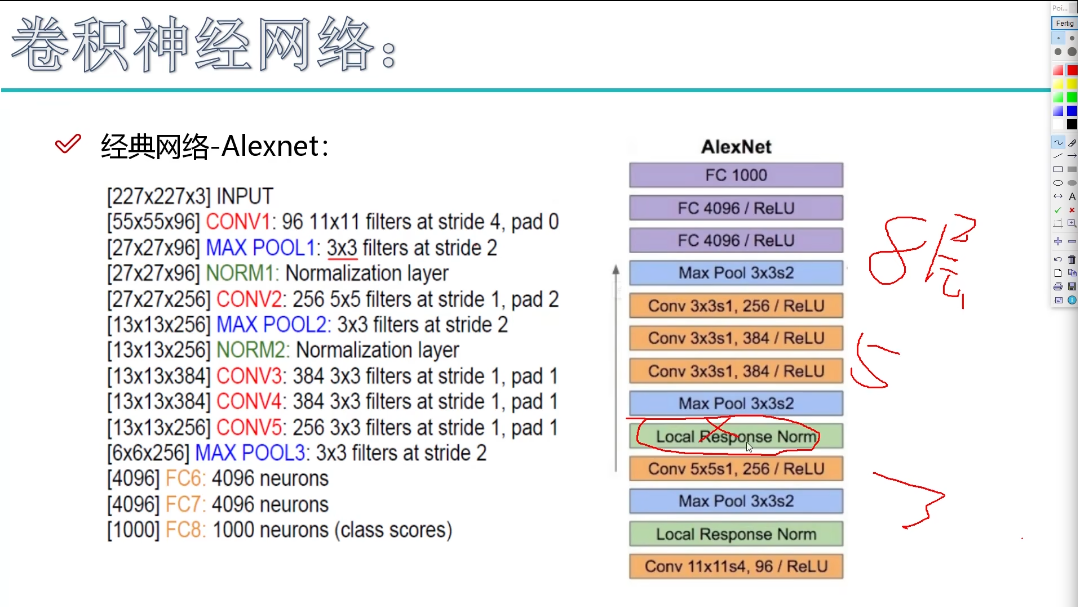 卷积神经网络：
经典网络-Alexnet：
[227x227x3] INPUT
[55x55x96] CONV1: 96 11x11 filters at stride 4, pad 0
[27x27x96] MAX POOL1: 3x3 filters at stride 2
[27x27x96] NORM1: Normalization layer
[27x27x256] CONV2: 256 5x5 filters at stride 1, pad 2
[13x13x256] MAX POOL2: 3x3 filters at stride 2
[13x13x256] NORM2: Normalization layer
[13x13x384] CONV3: 384 3x3 filters at stride 1, pad 1
[13x13x384] CONV4: 384 3x3 filters at stride 1, pad 1
[13x13x256] CONV5: 256 3x3 filters at stride 1, pad 1
[6x6x256] MAX POOL3: 3x3 filters at stride 2
[4096] FC6: 4096 neurons
[4096] FC7: 4096 neurons
[1000] FC8: 1000 neurons (class scores)
AlexNet
FC 1000
FC 4096 / ReLU
FC 4096 / ReLU
Max Pool 3x3s2
Conv 3x3s1, 256 / ReLU
Conv 3x3s1, 384 / ReLU
Conv 3x3s1, 384 / ReLU
Max Pool 3x3s2
Local Response Norm
Conv 5x5s1, 256 / ReLU
Max Pool 3x3s2
Local Response Norm
Conv 11x11s4, 96 / ReLU
8层
5
3
Poi...
Fertig
A